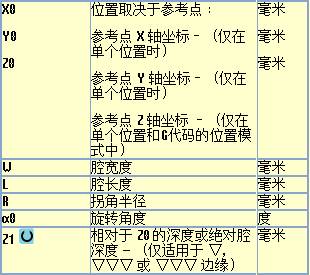 X0 位置取决于参考点： 毫米
Y0 参考点 X 轴坐标 - （仅在 毫米
单个位置时）
Z0 毫米
参考点 Y 轴坐标 - （仅在
单个位置时）
参考点 Z 轴坐标 - （仅在
单个位置和G代码的位置模
式中）
W 腔宽度 毫米
L 腔长度 毫米
R 拐角半径 毫米
α0 旋转角度 度
Z1 相对于 Z0 的深度或绝对腔 毫米
深度 - （仅适用于 ▽，
▽▽▽ 或 ▽▽▽ 边缘）